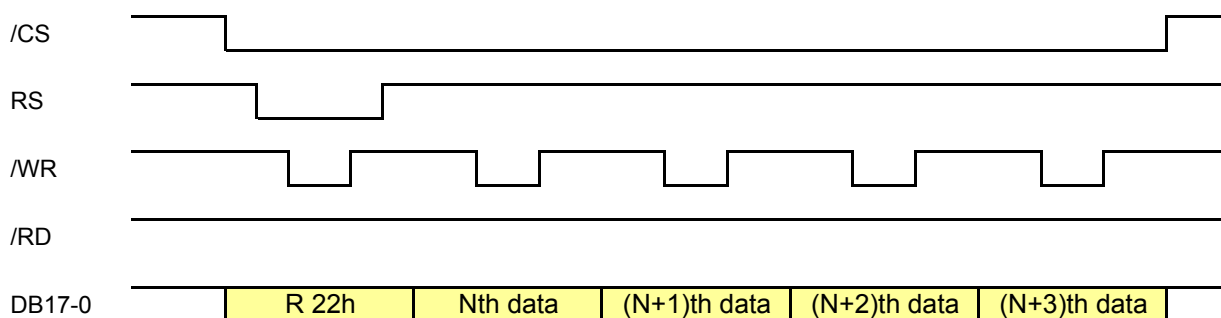 /CS
RS
/WR
/RD
DB17-0 R 22h Nth data (N+1)th data (N+2)th data (N+3)th data